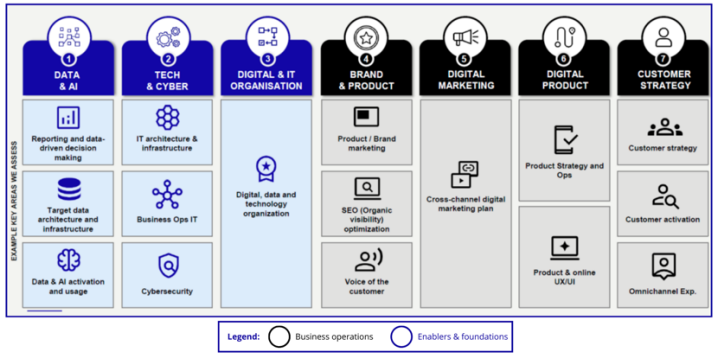 1
DATA
& AI
2
TECH
& CYBER
3
DIGITAL & IT
ORGANISATION
4
BRAND
& PRODUCT
5
DIGITAL
MARKETING
6
DIGITAL
PRODUCT
7
CUSTOMER
STRATEGY
EXAMPLE KEY AREAS WE ASSESS
Reporting and data-
driven decision
making
Target data
architecture and
infrastructure
Data & AI activation
and usage
IT architecture &
infrastructure
Business Ops IT
Cybersecurity
Digital, data and
technology
organization
Product / Brand
marketing
SEO (Organic
visibility)
optimization
Voice of the
customer
Cross-channel digital
marketing plan
Product Strategy and
Ops
Product & online
UX/UI
Customer strategy
Customer activation
Omnichannel Exp.
Legend:
Business operations
Enablers & foundations